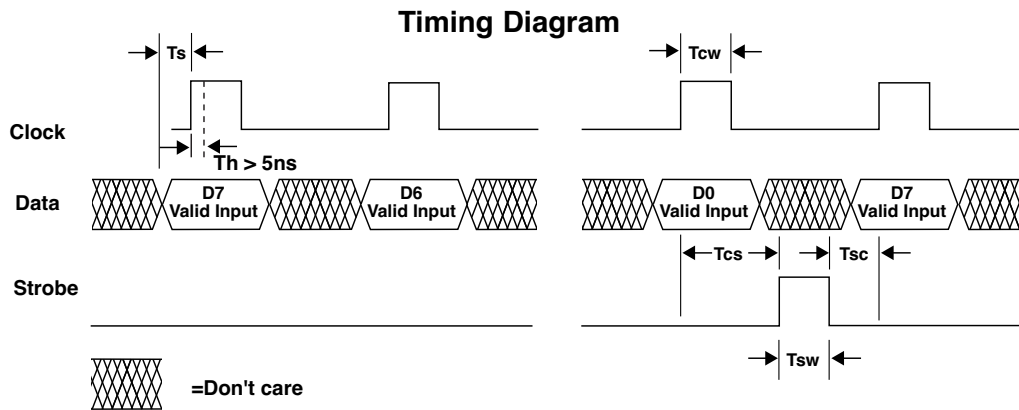 Timing Diagram
Ts
Tcw
Clock
Th > 5ns
Data
D7
Valid Input
D6
Valid Input
D0
Valid Input
D7
Valid Input
Tcs
Tsc
Strobe
Tsw
=Don't care